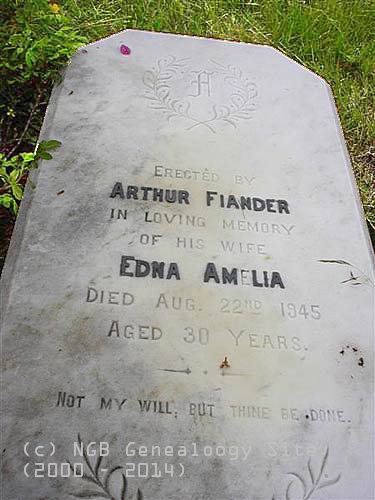 H
ERECTED BY
ARTHUR FIANDER
IN LOVING MEMORY
OF HIS WIFE
EDNA AMELIA
DIED AUG. 22ND 1945
AGED 30 YEARS.
NOT MY WILL, BUT THINE BE DONE.
(c) NGB Genealoogy Site
(2000 - 2014)